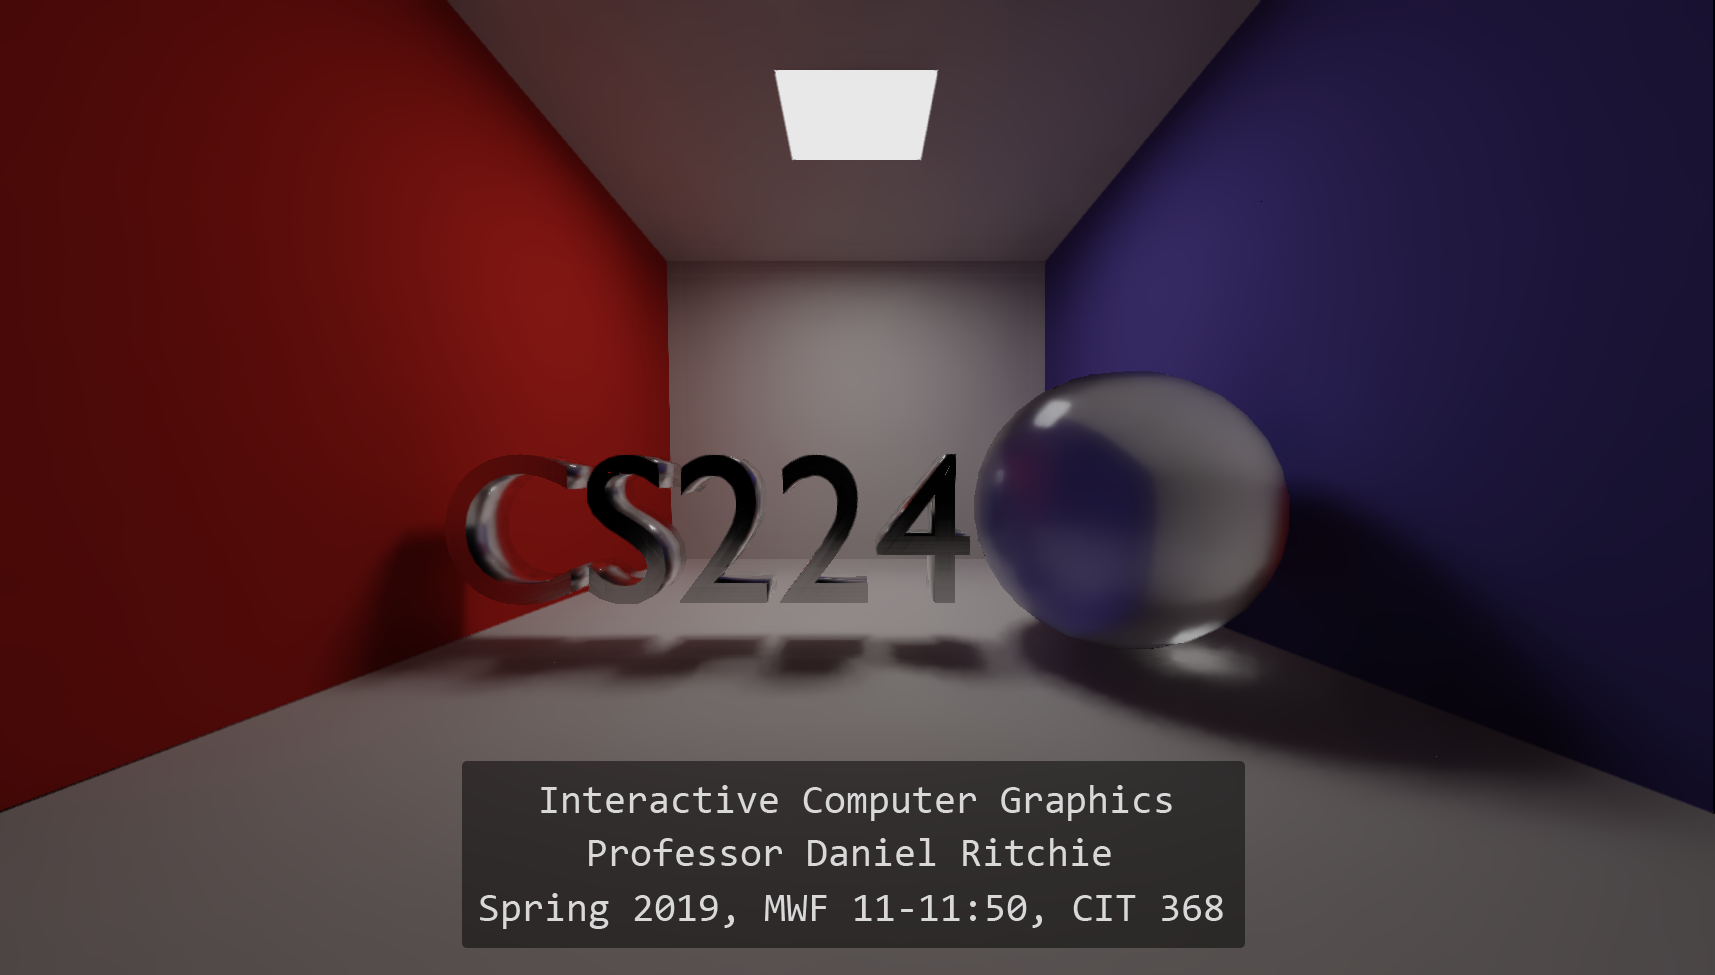 CS224
Interactive Computer Graphics
Professor Daniel Ritchie
Spring 2019, MWF 11-11:50, CIT 368